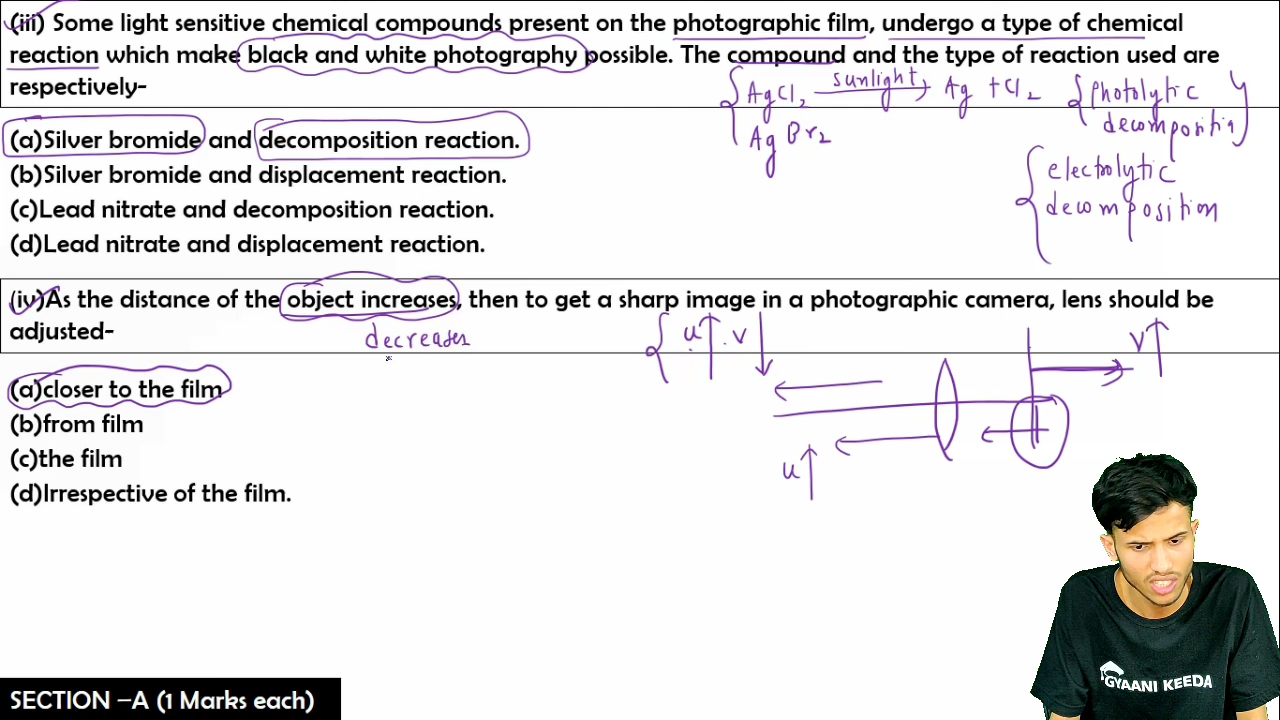 (iii) Some light sensitive chemical compounds present on the photographic film, undergo a type of chemical
reaction which make black and white photography possible. The compound and the type of reaction used are
respectively-
AgCl2 sunlight Ag + Cl2
AgBr2
{photolytic
decomposition}
electrolytic
decomposition
(a)Silver bromide and decomposition reaction.
(b)Silver bromide and displacement reaction.
(c)Lead nitrate and decomposition reaction.
(d)Lead nitrate and displacement reaction.
(iv)As the distance of the object increases, then to get a sharp image in a photographic camera, lens should be
adjusted-
decreases
u↑ v↓
v↑
u↑
(a)closer to the film
(b)from film
(c)the film
(d)Irrespective of the film.
GYAANI KEEDA
SECTION –A (1 Marks each)